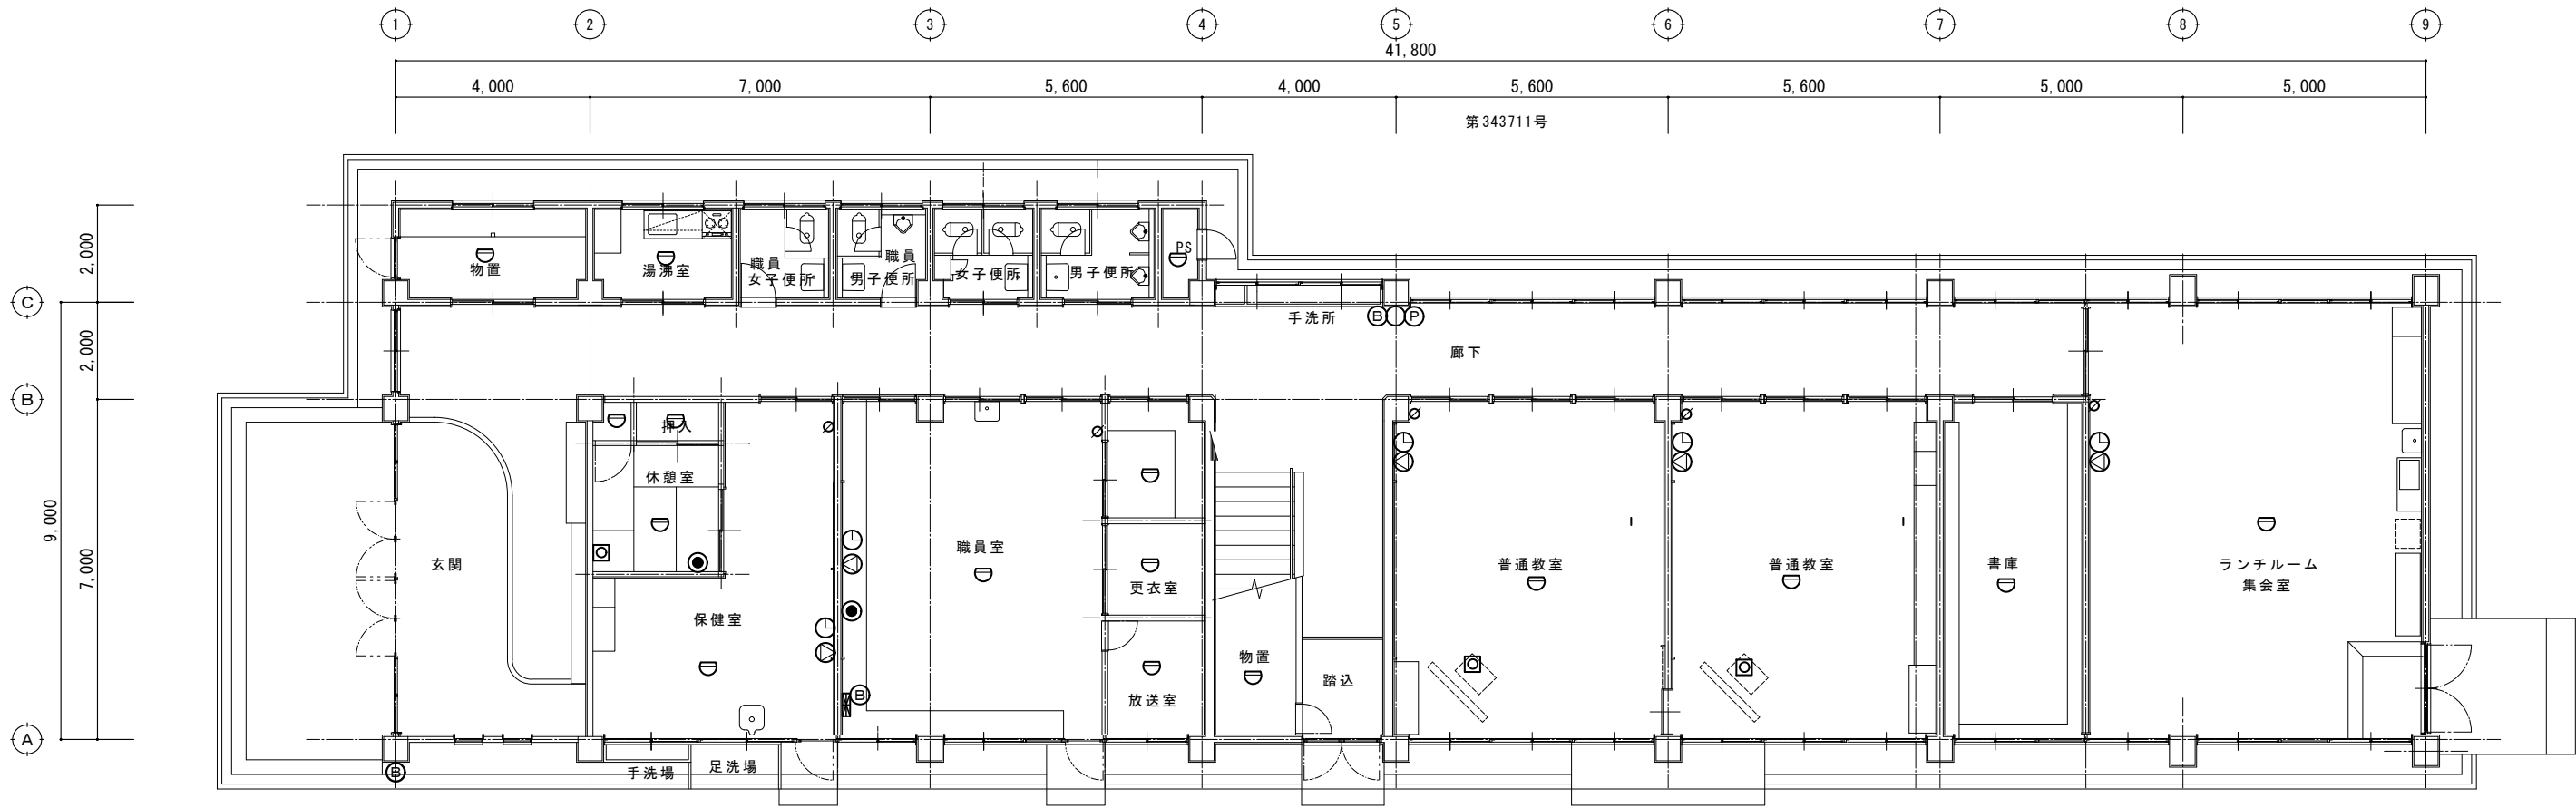 1 2 3 4 5 6 7 8 9
41,800
4,000 7,000 5,600 4,000 5,600 5,600 5,000 5,000
第343711号
2,000
C
2,000
B
9,000
7,000
A
物置
湯沸室
職員
女子便所
職員
男子便所
女子便所
男子便所
PS
手洗所
B P
廊下
押入
休憩室
玄関
保健室
職員室
B
更衣室
放送室
物置
踏込
普通教室
普通教室
書庫
ランチルーム
集会室
B
手洗場
足洗場